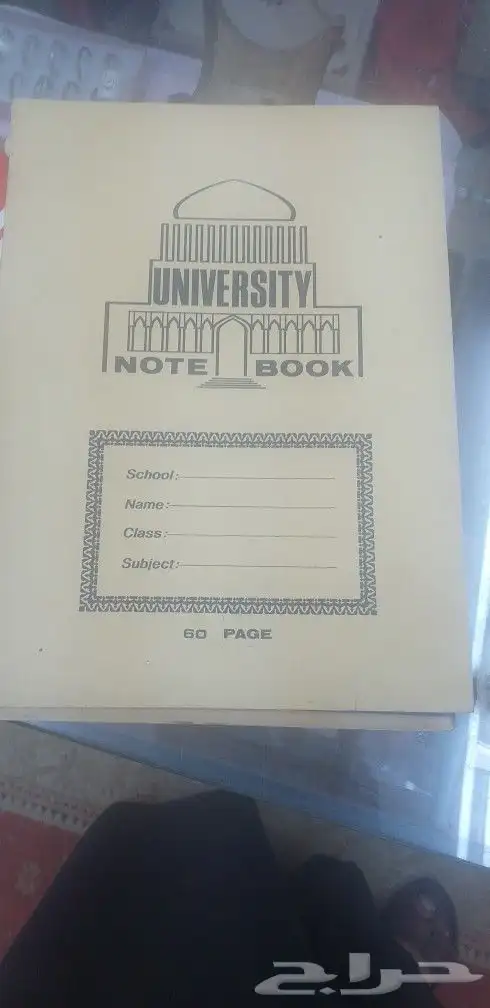 UNIVERSITY
NOTE BOOK
School:
Name:
Class:
Subject:
60 PAGE
حراج